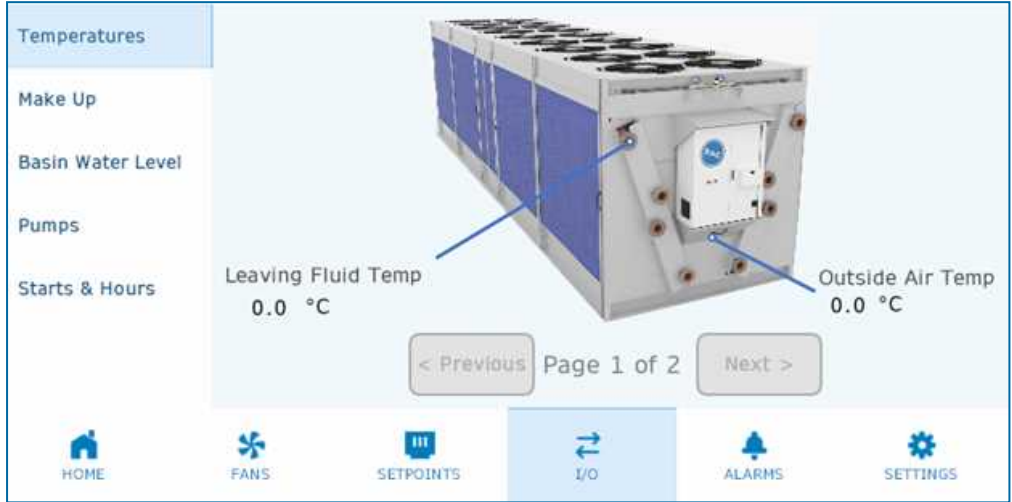 Temperatures
Make Up
Basin Water Level
Pumps
Starts & Hours
Leaving Fluid Temp
0.0 °C
Outside Air Temp
0.0 °C
< Previous Page 1 of 2 Next >
HOME FANS SETPOINTS I/O ALARMS SETTINGS